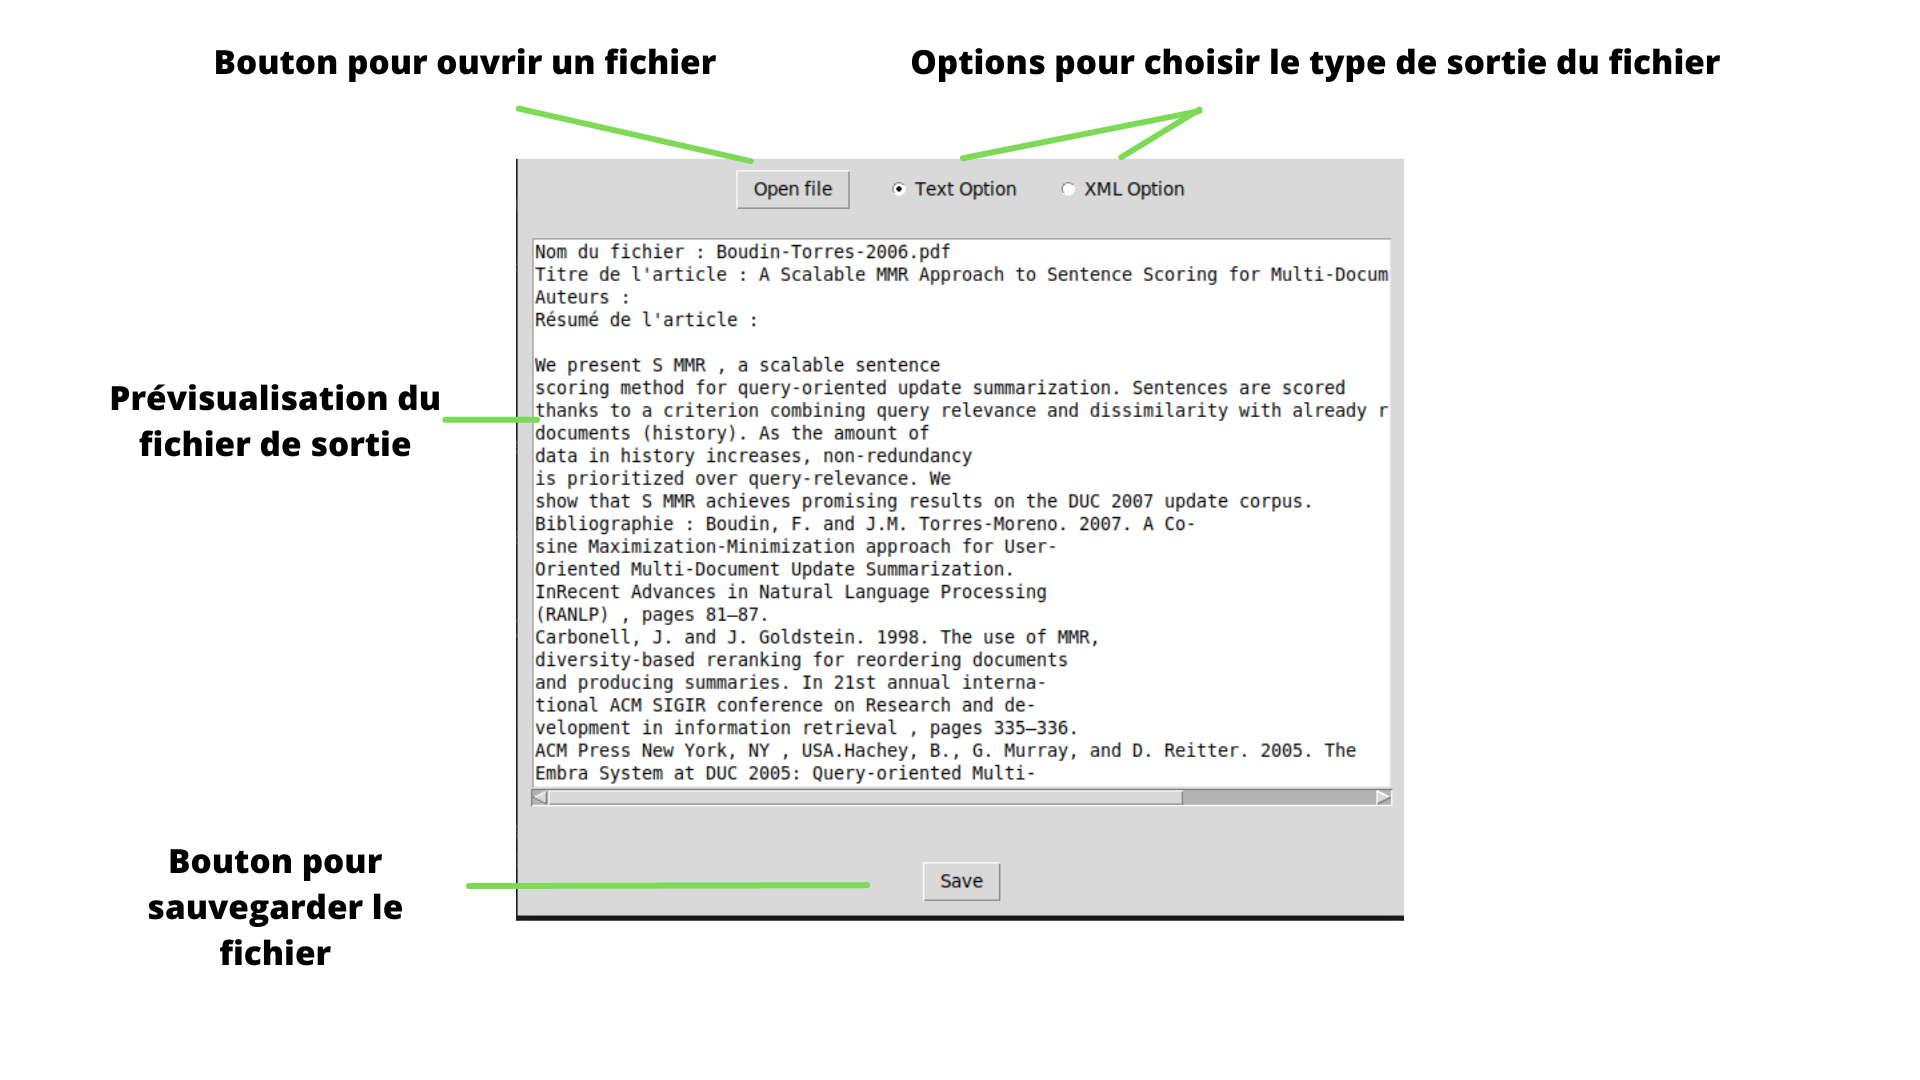 Bouton pour ouvrir un fichier
Options pour choisir le type de sortie du fichier
Open file
Text Option
XML Option
Nom du fichier : Boudin-Torres-2006.pdf
Titre de l'article : A Scalable MMR Approach to Sentence Scoring for Multi-Docum
Auteurs :
Résumé de l'article :
We present S MMR , a scalable sentence
scoring method for query-oriented update summarization. Sentences are scored
thanks to a criterion combining query relevance and dissimilarity with already r
documents (history). As the amount of
data in history increases, non-redundancy
is prioritized over query-relevance. We
show that S MMR achieves promising results on the DUC 2007 update corpus.
Bibliographie : Boudin, F. and J.M. Torres-Moreno. 2007. A Co-
sine Maximization-Minimization approach for User-
Oriented Multi-Document Update Summarization.
InRecent Advances in Natural Language Processing
(RANLP) , pages 81–87.
Carbonell, J. and J. Goldstein. 1998. The use of MMR,
diversity-based reranking for reordering documents
and producing summaries. In 21st annual interna-
tional ACM SIGIR conference on Research and de-
velopment in information retrieval , pages 335–336.
ACM Press New York, NY , USA.Hachey, B., G. Murray, and D. Reitter. 2005. The
Embra System at DUC 2005: Query-oriented Multi-
Prévisualisation du
fichier de sortie
Bouton pour
sauvegarder le
fichier
Save